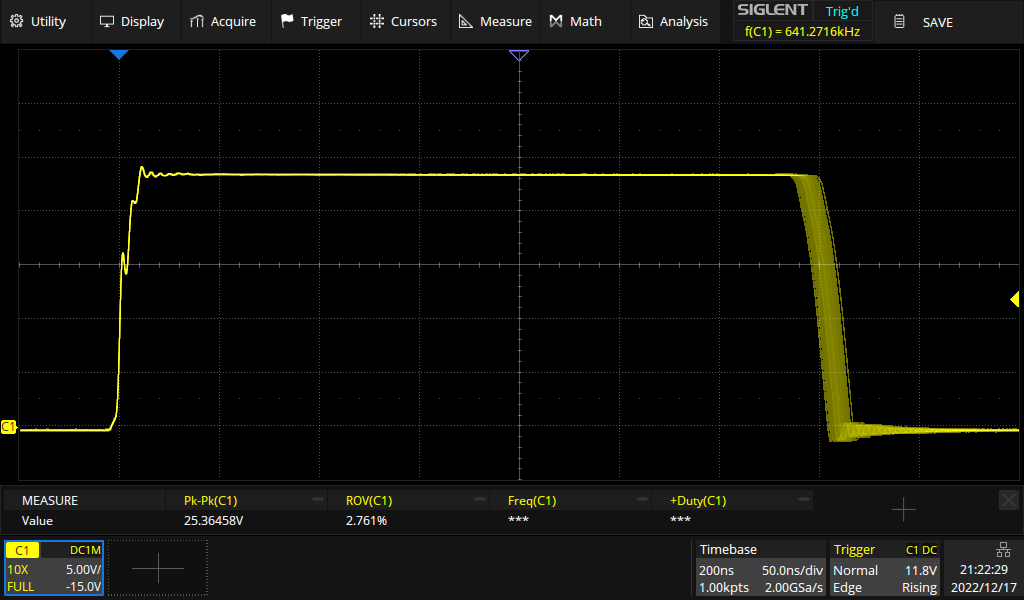 Utility Display Acquire Trigger Cursors Measure Math Analysis SIGLENT Trig'd SAVE
f(C1) = 641.2716kHz
C1
MEASURE Pk-Pk(C1) ROV(C1) Freq(C1) +Duty(C1)
Value 25.36458V 2.761% *** ***
C1 DC1M Timebase Trigger C1 DC
10X 5.00V/ 200ns 50.0ns/div Normal 11.8V 21:22:29
FULL -15.0V 1.00kpts 2.00GSa/s Edge Rising 2022/12/17